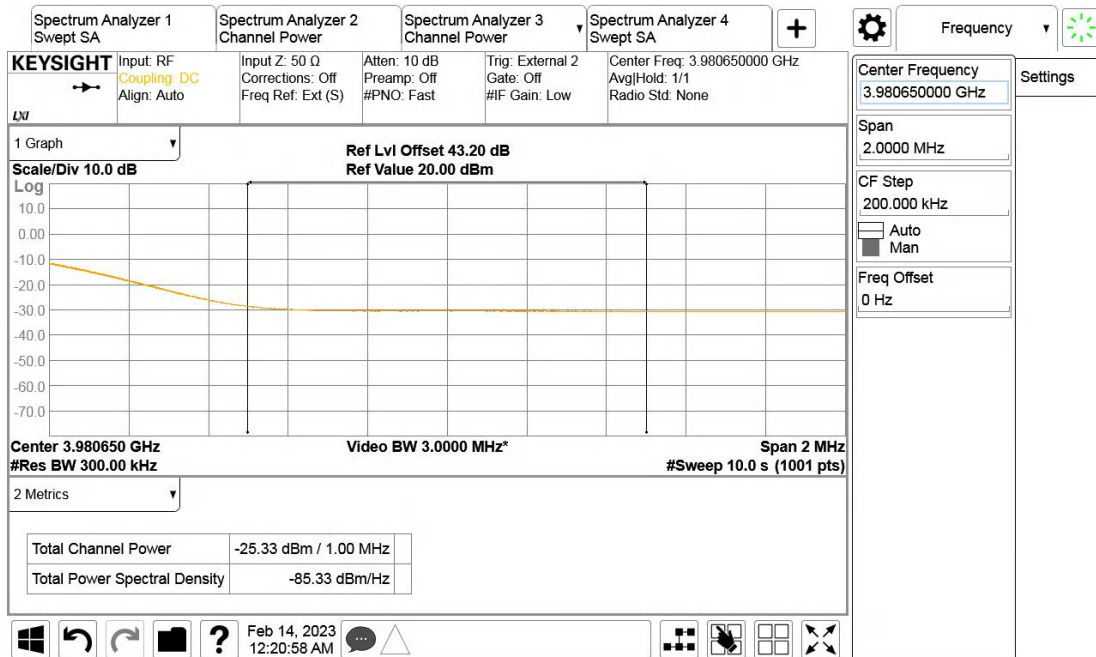 Spectrum Analyzer 1
Swept SA
Spectrum Analyzer 2
Channel Power
Spectrum Analyzer 3
Channel Power
Spectrum Analyzer 4
Swept SA
Frequency
KEYSIGHT
LXI
Input: RF
Coupling: DC
Align: Auto
Input Z: 50 Ω
Corrections: Off
Freq Ref: Ext (S)
Atten: 10 dB
Preamp: Off
#PNO: Fast
Trig: External 2
Gate: Off
#IF Gain: Low
Center Freq: 3.980650000 GHz
Avg|Hold: 1/1
Radio Std: None
Center Frequency
3.980650000 GHz
Settings
Span
2.0000 MHz
CF Step
200.000 kHz
Auto
Man
Freq Offset
0 Hz
1 Graph
Scale/Div 10.0 dB
Ref Lvl Offset 43.20 dB
Ref Value 20.00 dBm
Log
10.0
0.00
-10.0
-20.0
-30.0
-40.0
-50.0
-60.0
-70.0
Center 3.980650 GHz
#Res BW 300.00 kHz
Video BW 3.0000 MHz*
Span 2 MHz
#Sweep 10.0 s (1001 pts)
2 Metrics
Total Channel Power -25.33 dBm / 1.00 MHz
Total Power Spectral Density -85.33 dBm/Hz
?
Feb 14, 2023
12:20:58 AM